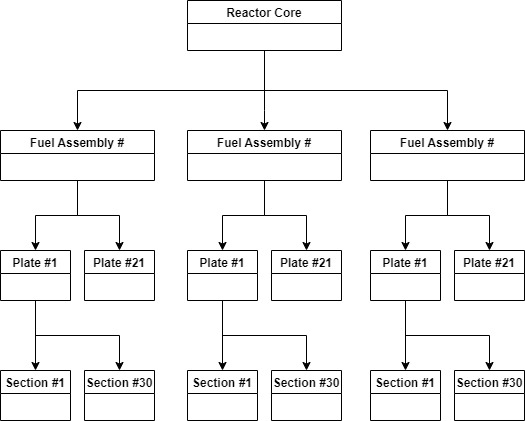 Reactor Core
Fuel Assembly #
Fuel Assembly #
Fuel Assembly #
Plate #1
Plate #21
Plate #1
Plate #21
Plate #1
Plate #21
Section #1
Section #30
Section #1
Section #30
Section #1
Section #30